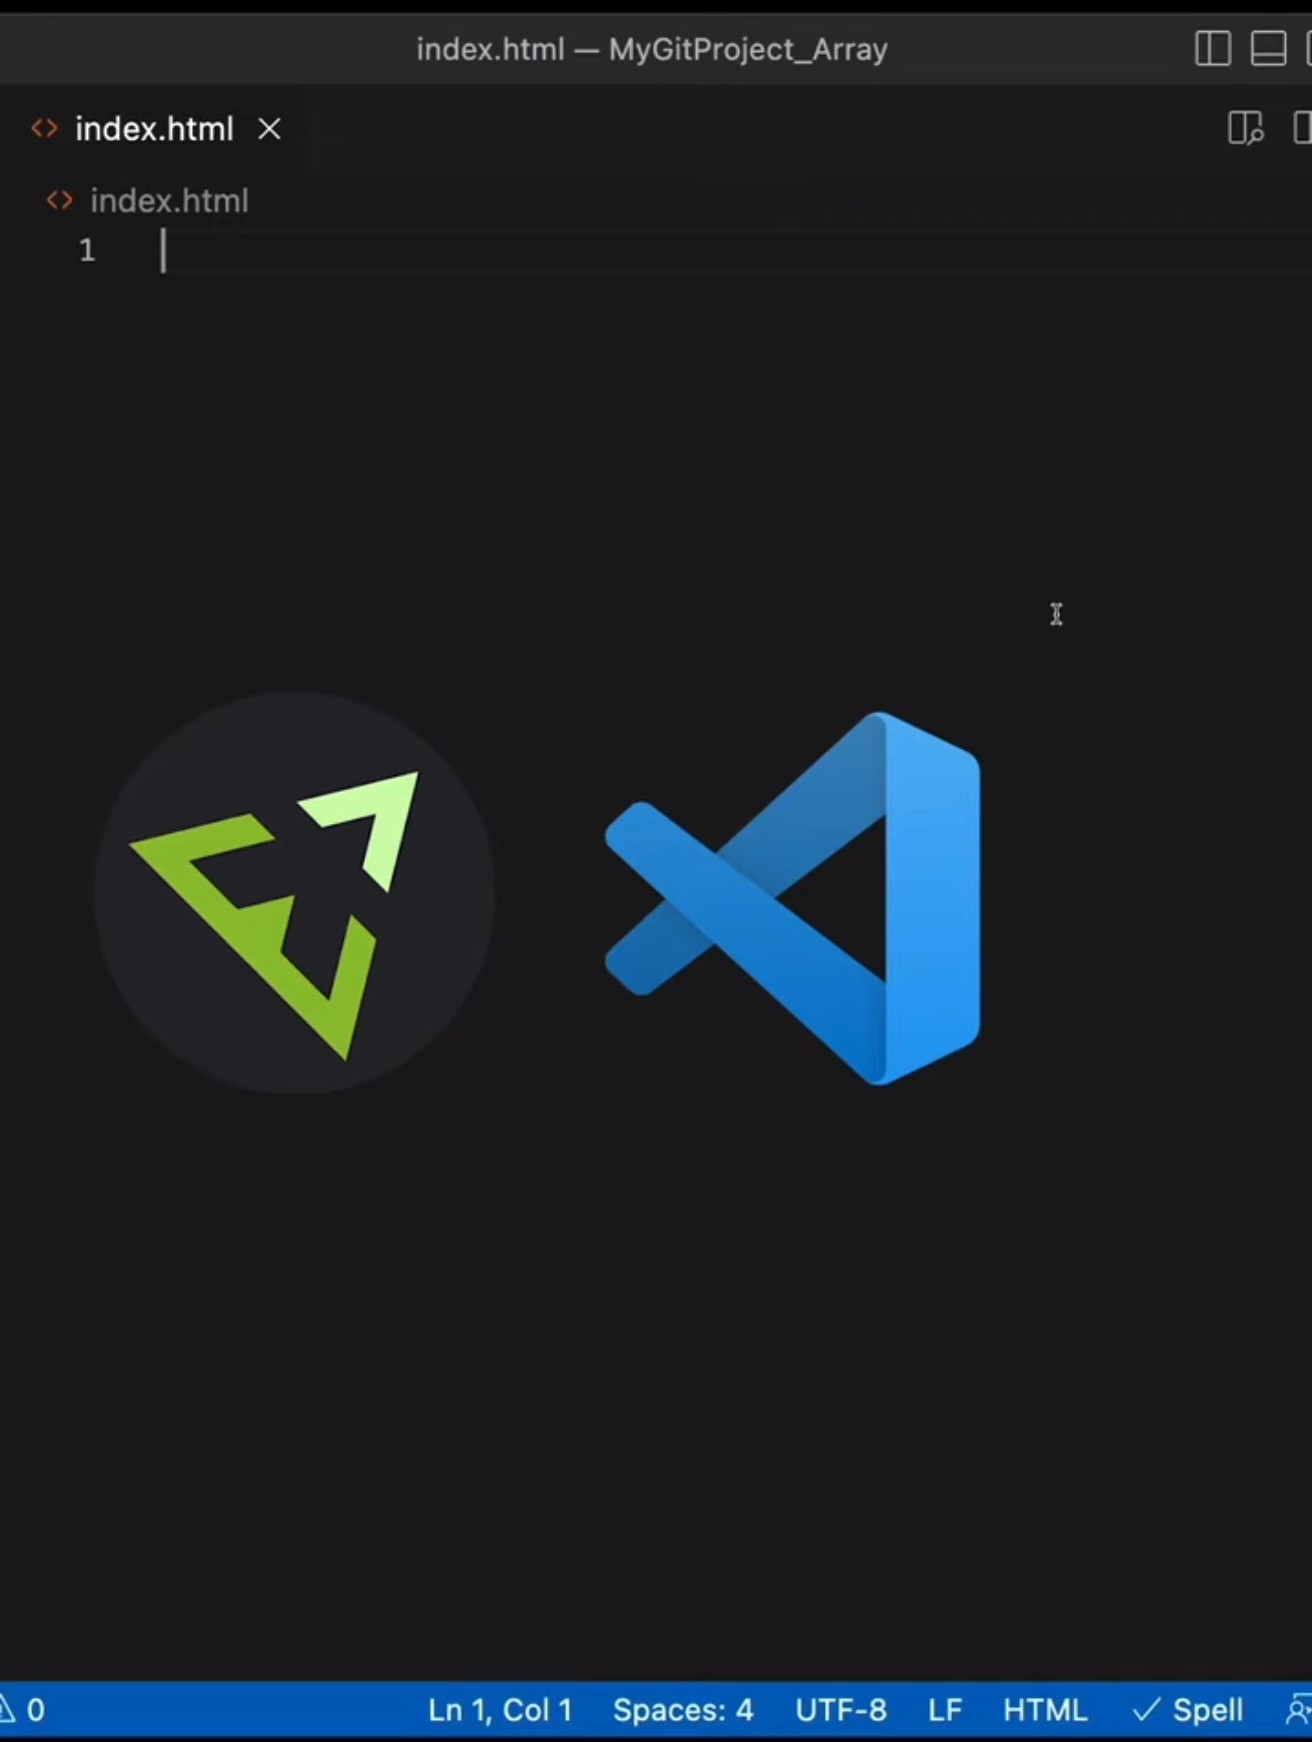 index.html — MyGitProject_Array
index.html
index.html
1
0 Ln 1, Col 1 Spaces: 4 UTF-8 LF HTML Spell